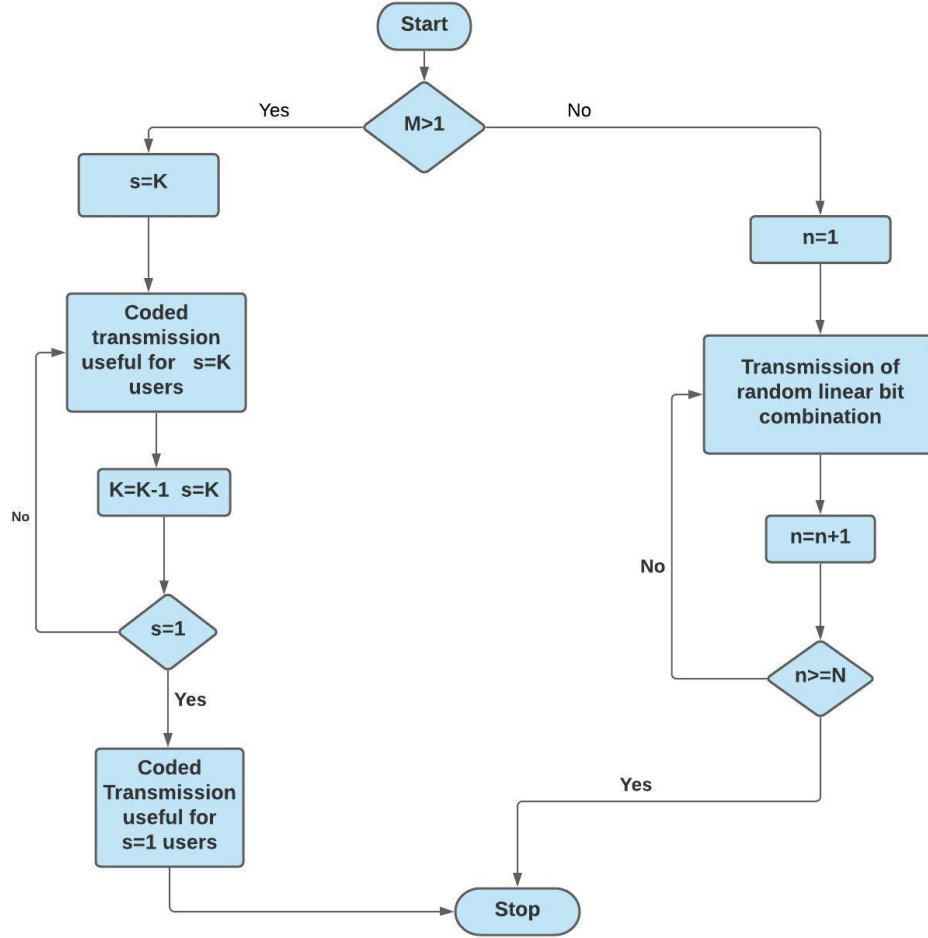 Start
M>1
Yes
No
s=K
n=1
Coded
transmission
useful for s=K
users
Transmission of
random linear bit
combination
K=K-1 s=K
No
n=n+1
No
s=1
n>=N
Yes
Coded
Transmission
useful for
s=1 users
Yes
Stop